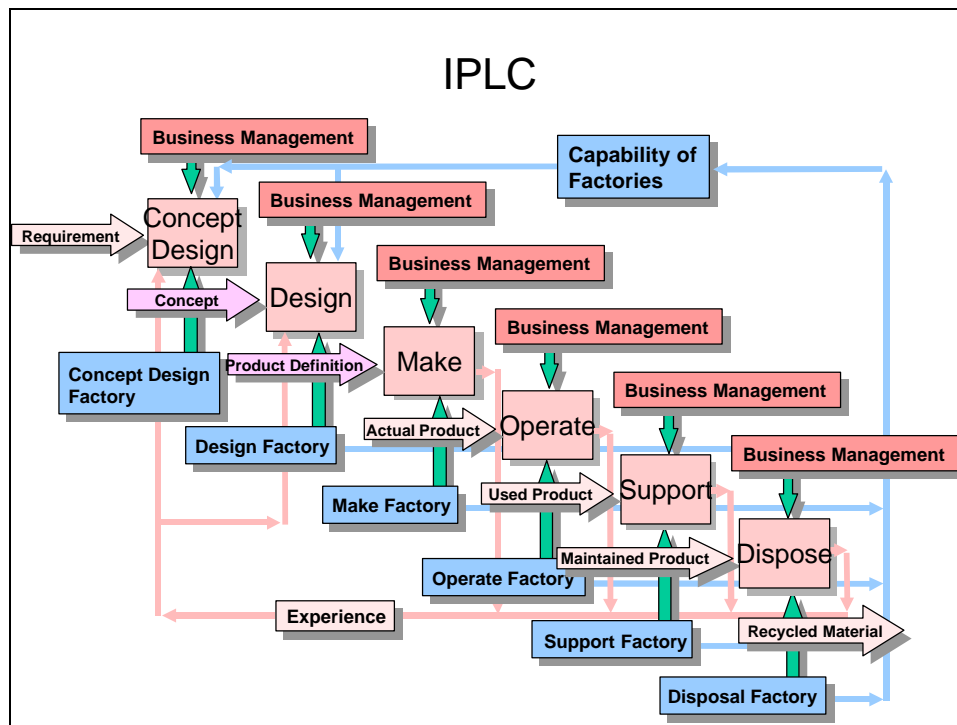 IPLC
Business Management
Capability of
Factories
Business Management
Concept
Design
Requirement
Business Management
Design
Concept
Business Management
Make
Product Definition
Concept Design
Factory
Business Management
Operate
Actual Product
Design Factory
Business Management
Support
Used Product
Make Factory
Dispose
Maintained Product
Operate Factory
Experience
Recycled Material
Support Factory
Disposal Factory